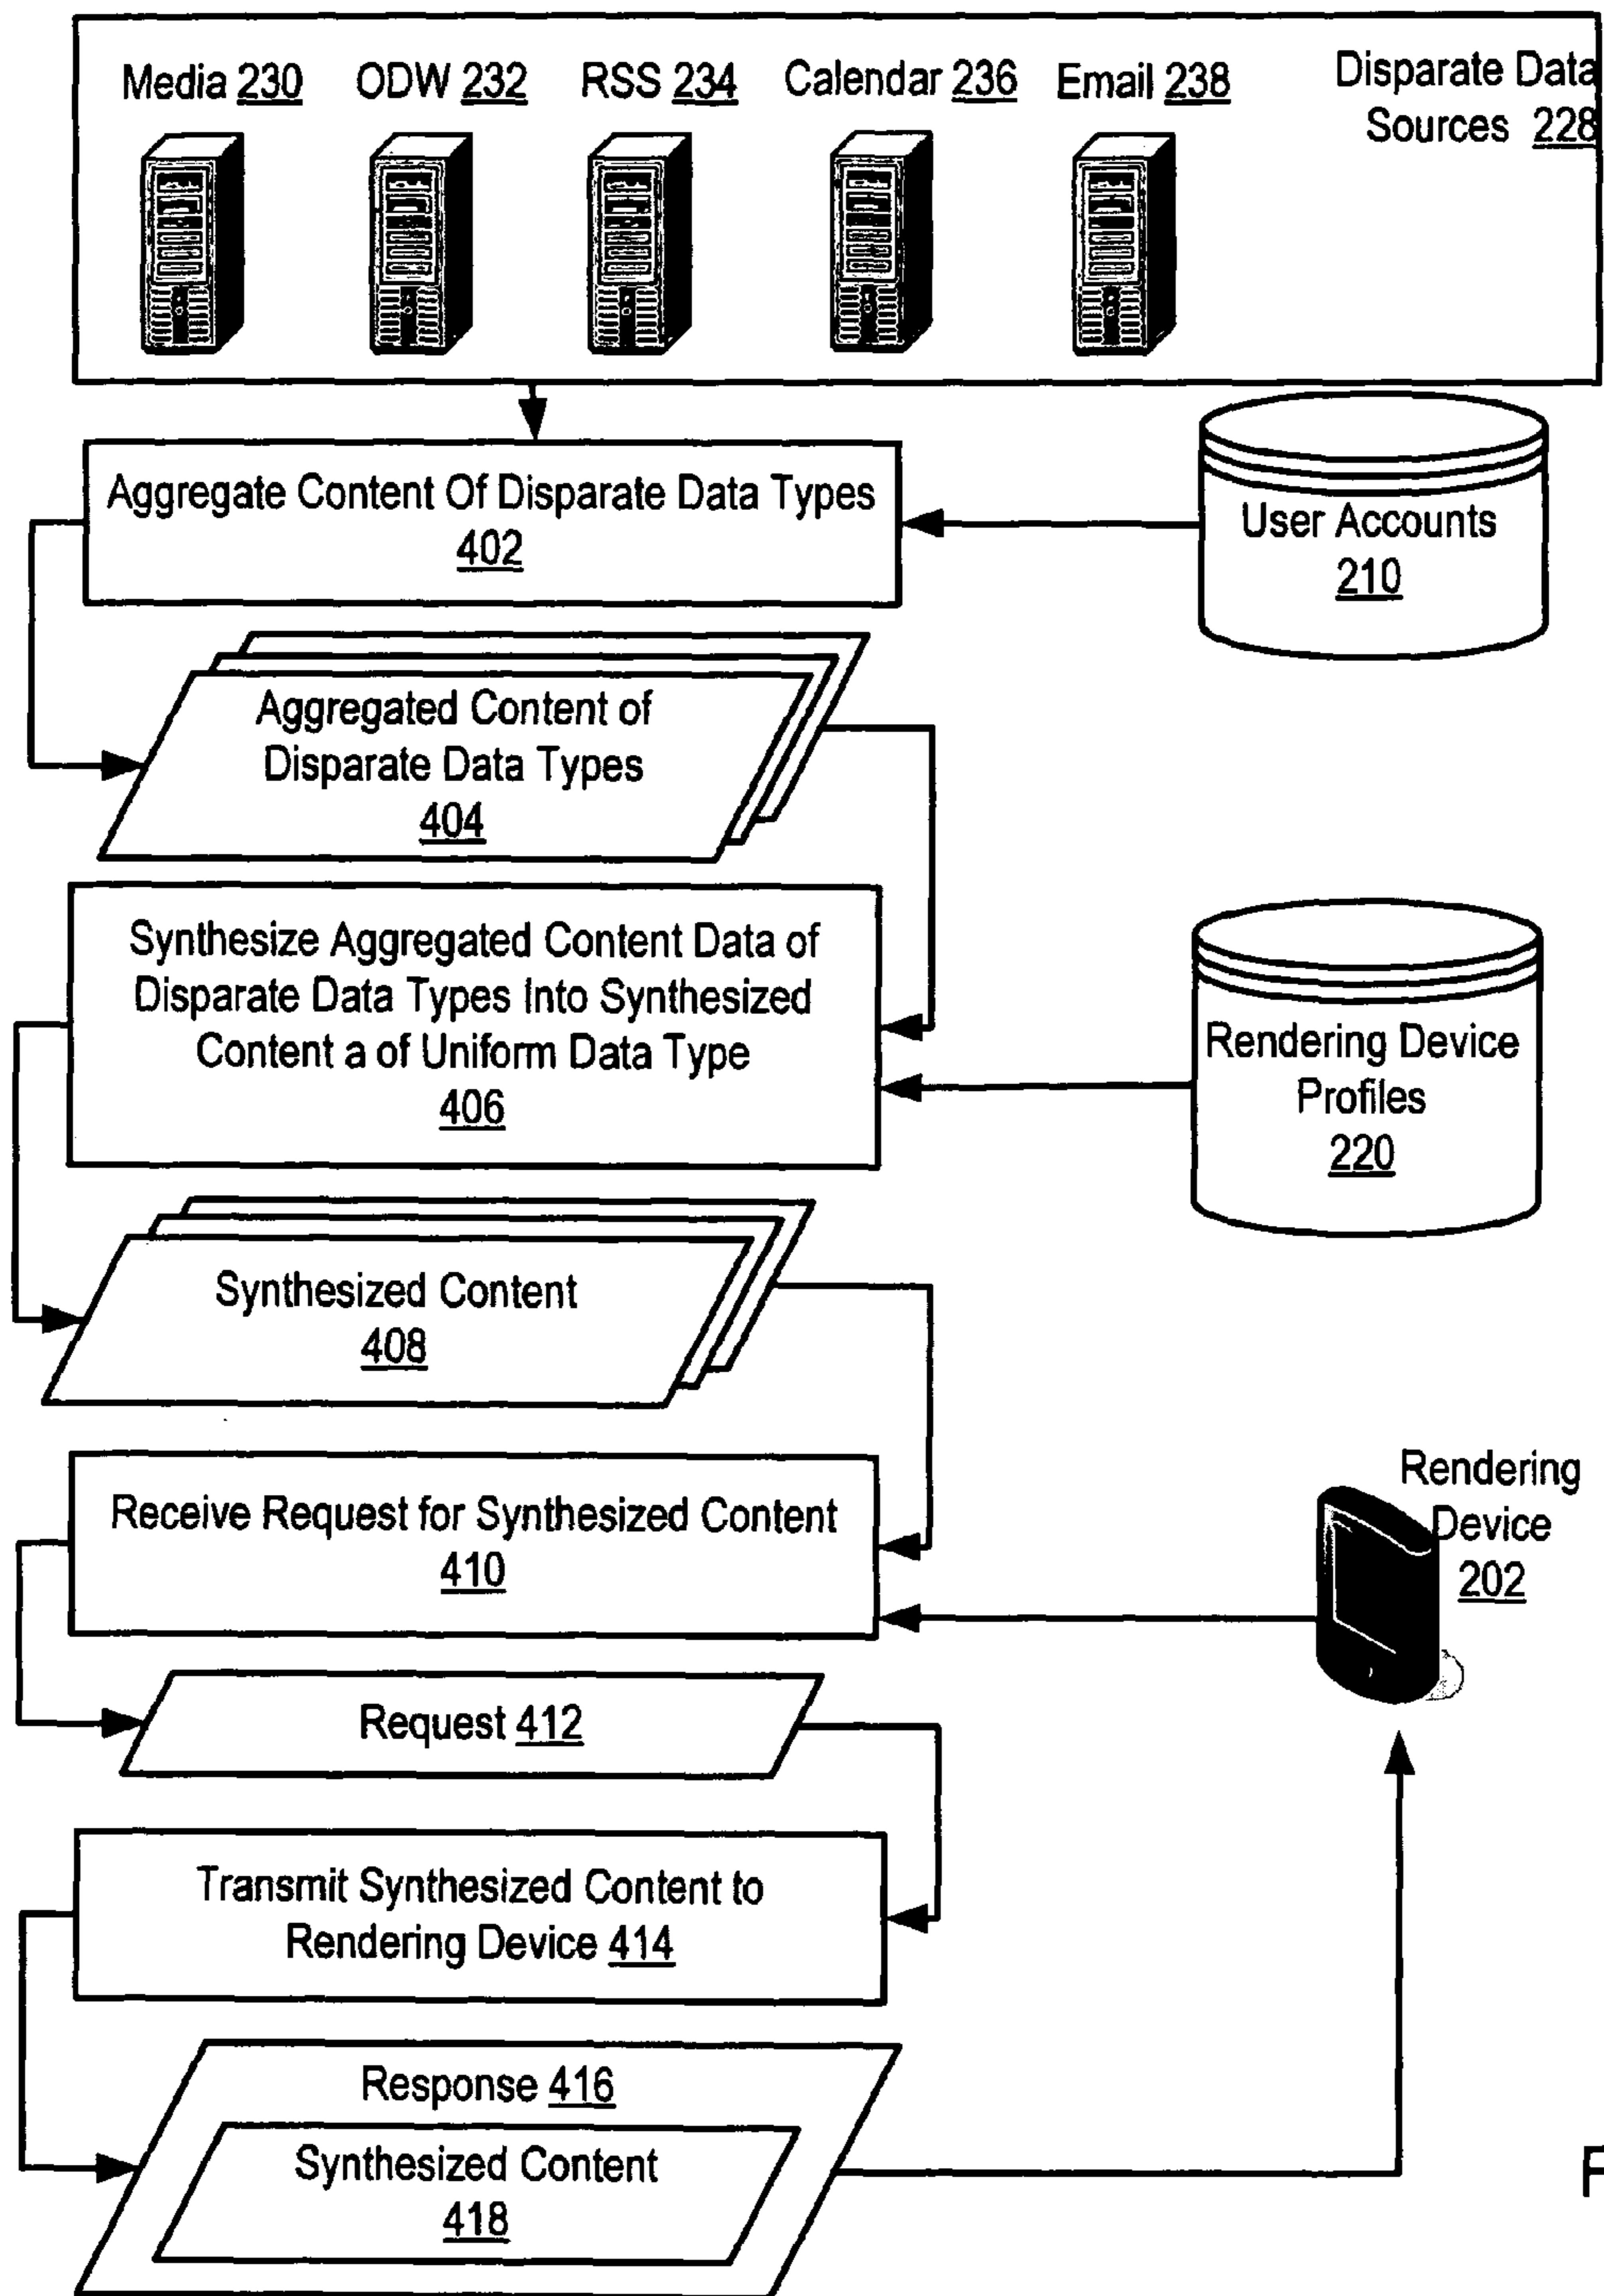 Media 230
ODW 232
RSS 234
Calendar 236
Email 238
Disparate Data
Sources 228
Aggregate Content Of Disparate Data Types
402
User Accounts
210
Aggregated Content of
Disparate Data Types
404
Synthesize Aggregated Content Data of
Disparate Data Types Into Synthesized
Content a of Uniform Data Type
406
Rendering Device
Profiles
220
Synthesized Content
408
Receive Request for Synthesized Content
410
Rendering
Device
202
Request 412
Transmit Synthesized Content to
Rendering Device 414
Response 416
Synthesized Content
418
F